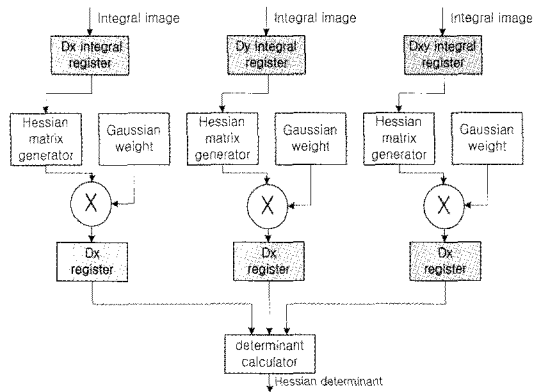 Integral image
Integral image
Integral image
Dx integral
register
Dy integral
register
Dxy integral
register
Hessian
matrix
generator
Gaussian
weight
Hessian
matrix
generator
Gaussian
weight
Hessian
matrix
generator
Gaussian
weight
X
X
X
Dx
register
Dx
register
Dx
register
determinant
calculator
Hessian determinant